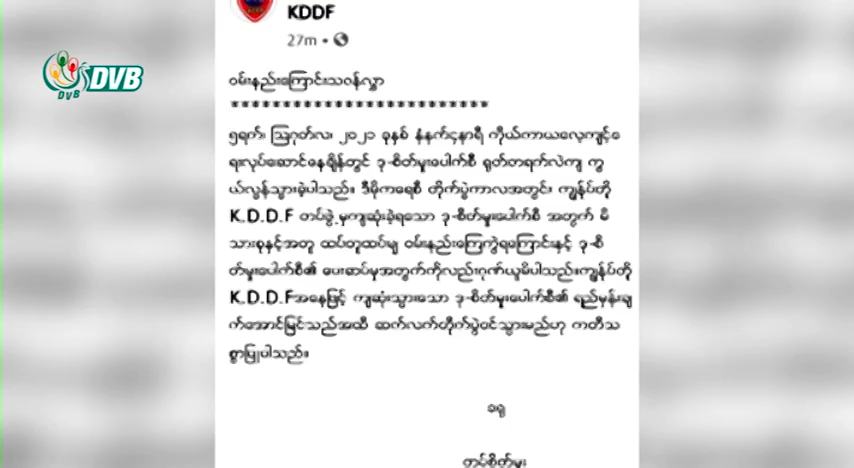 KDDF
27m
DVB
DVB
ဝမ်းနည်းကြောင်းသဝန်လွှာ
*************************
၅ရက်၊ ဩဂုတ်လ၊ ၂၀၂၁ ခုနှစ် နံနက်၄နာရီ ကိုယ်ကာယလေ့ကျင့်ရေ
ရေးလုပ်ဆောင်နေချိန်တွင် ဒု-စိတ်မှူးပေါက်စီ ရုတ်တရက်လဲကျ ကွ
ယ်လွန်သွားခဲ့ပါသည်။ ဒီမိုကရေစီ တိုက်ပွဲကာလအတွင်း ကျွန်ုပ်တို့
K.D.D.F တပ်ဖွဲ့ မှကျဆုံးခဲ့ရသော ဒု-စိတ်မှူးပေါက်စီ အတွက် မိ
သားစုနှင့်အတူ ထပ်တူထပ်မျှ ဝမ်းနည်းကြေကွဲရကြောင်းနှင့် ဒု-စိ
တ်မှူးပေါက်စီ၏ ပေးဆပ်မှုအတွက်ကိုလည်းဂုဏ်ယူမိပါသည်။ကျွန်ုပ်တို့
K.D.D.Fအနေဖြင့် ကျဆုံးသွားသော ဒု-စိတ်မှူးပေါက်စီ၏ ရည်မှန်းချ
က်အောင်မြင်သည်အထိ ဆက်လက်တိုက်ပွဲဝင်သွားမည်ဟု ကတိသ
စ္စာပြုပါသည်။
ခရူ
တပ်စိတ်မှူး